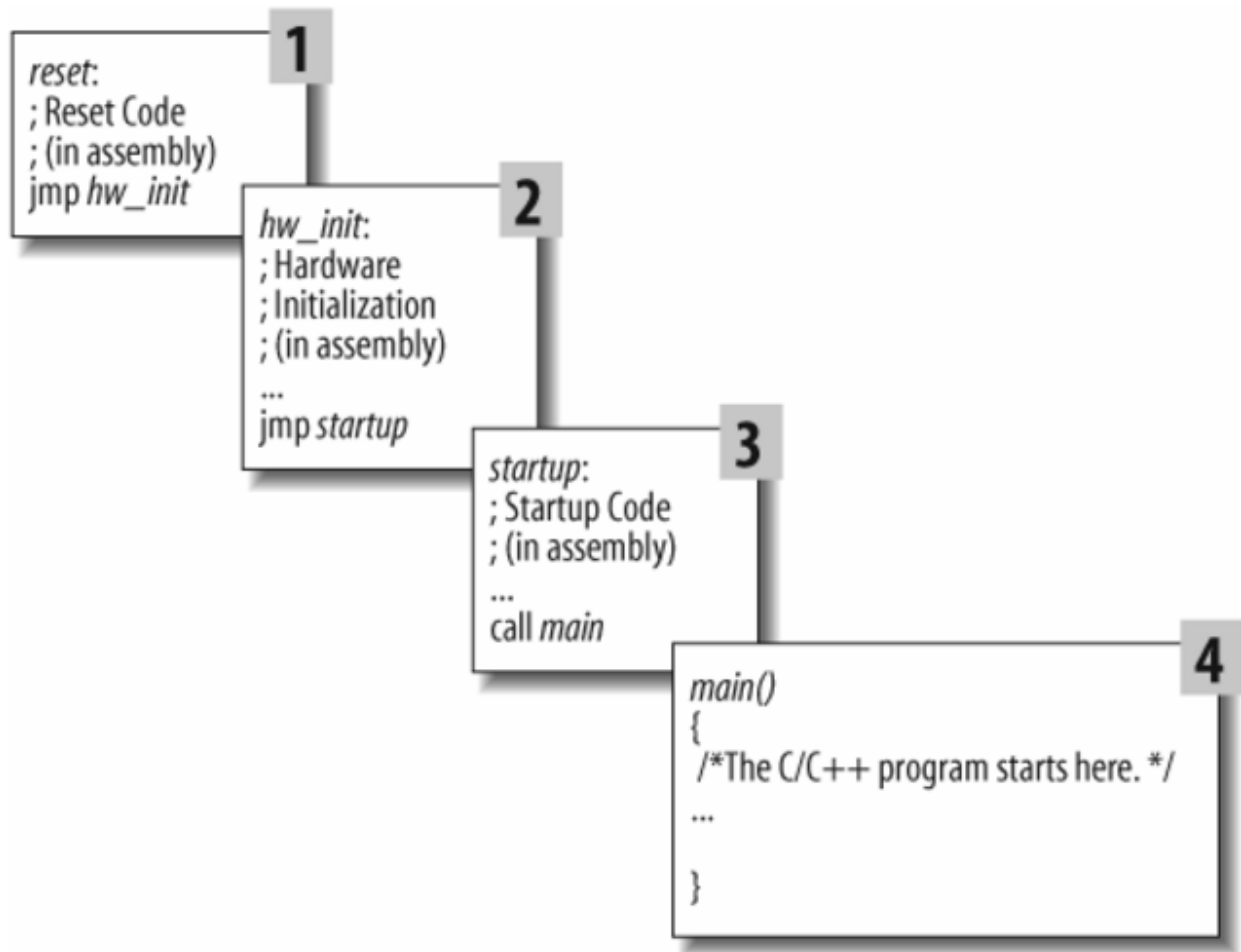 1
reset:
; Reset Code
; (in assembly)
jmp hw_init
2
hw_init:
; Hardware
; Initialization
; (in assembly)
...
jmp startup
3
startup:
; Startup Code
; (in assembly)
...
call main
4
main()
{
/*The C/C++ program starts here. */
...
}